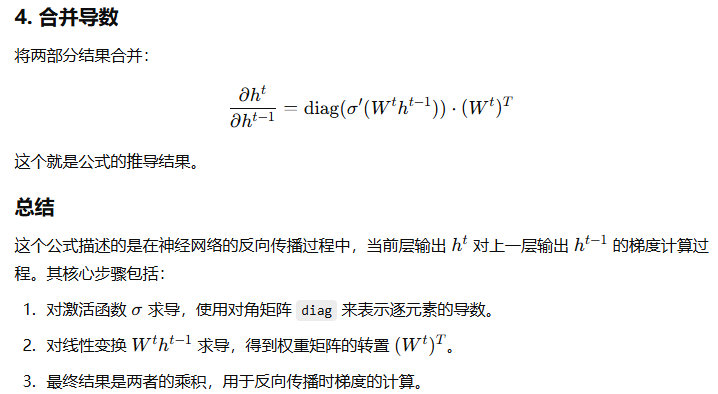 4. 合并导数
将两部分结果合并：
∂h^t/∂h^{t−1} = diag(σ′(W^t h^{t−1})) · (W^t)^T
这个就是公式的推导结果。
总结
这个公式描述的是在神经网络的反向传播过程中，当前层输出 h^t 对上一层输出 h^{t−1} 的梯度计算过
程。其核心步骤包括：
1. 对激活函数 σ 求导，使用对角矩阵 diag 来表示逐元素的导数。
2. 对线性变换 W^t h^{t−1} 求导，得到权重矩阵的转置 (W^t)^T。
3. 最终结果是两者的乘积，用于反向传播时梯度的计算。